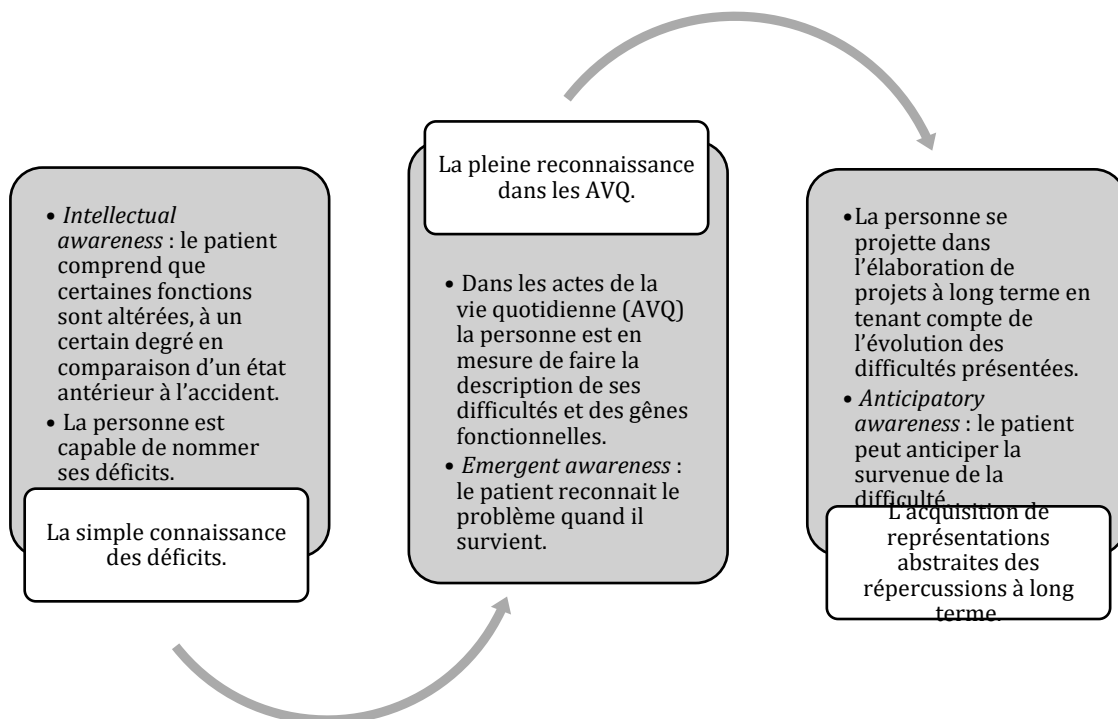 • Intellectual
awareness : le patient
comprend que
certaines fonctions
sont altérées, à un
certain degré en
comparaison d’un état
antérieur à l’accident.
• La personne est
capable de nommer
ses déficits.
La simple connaissance
des déficits.
La pleine reconnaissance
dans les AVQ.
• Dans les actes de la
vie quotidienne (AVQ)
la personne est en
mesure de faire la
description de ses
difficultés et des gênes
fonctionnelles.
• Emergent awareness :
le patient reconnait le
problème quand il
survient.
•La personne se
projette dans
l’élaboration de
projets à long terme en
tenant compte de
l’évolution des
difficultés présentées.
• Anticipatory
awareness : le patient
peut anticiper la
survenue de la
difficulté.
L’acquisition de
représentations
abstraites des
répercussions à long
terme.